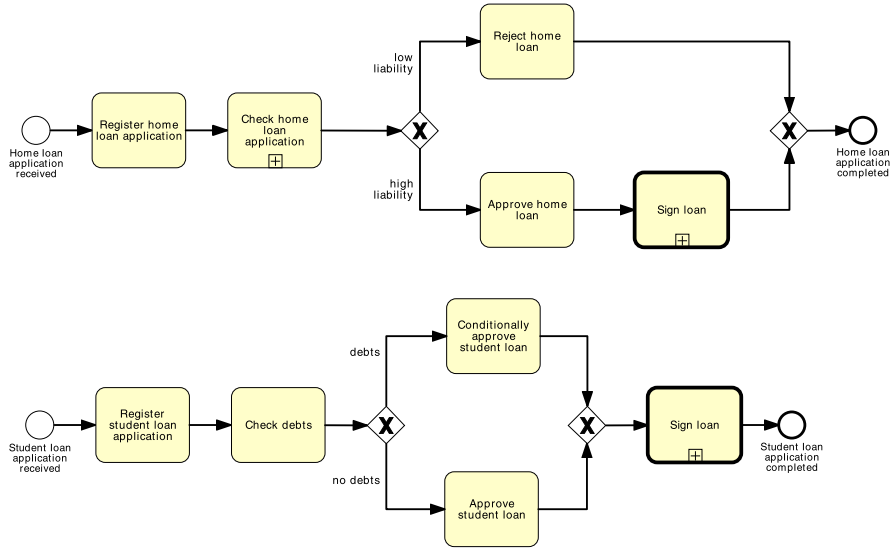 Reject home
loan
low
liability
Register home
loan application
Check home
loan
application
Home loan
application
received
Home loan
application
completed
high
liability
Approve home
loan
Sign loan
Conditionally
approve
student loan
debts
Register
student loan
application
Check debts
Sign loan
Student loan
application
received
Student loan
application
completed
no debts
Approve
student loan